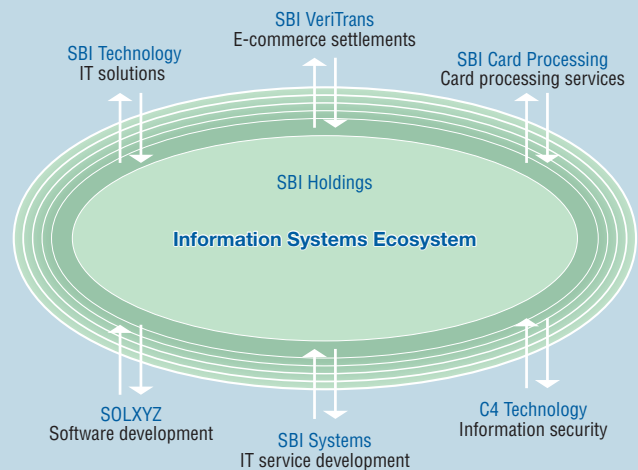 SBI VeriTrans
E-commerce settlements
SBI Technology
IT solutions
SBI Card Processing
Card processing services
SBI Holdings
Information Systems Ecosystem
SOLXYZ
Software development
SBI Systems
IT service development
C4 Technology
Information security